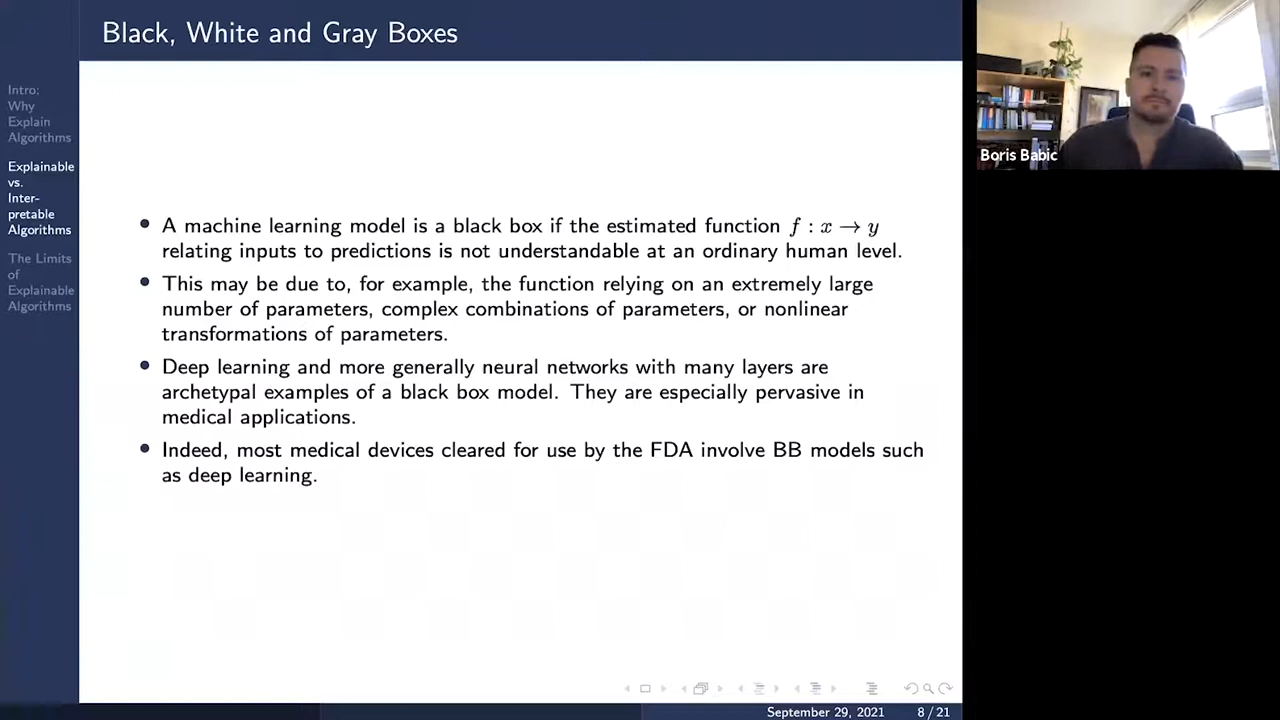 Black, White and Gray Boxes
Intro:
Why
Explain
Algorithms
Explainable
vs.
Inter-
pretable
Algorithms
The Limits
of
Explainable
Algorithms
• A machine learning model is a black box if the estimated function f : x → y
relating inputs to predictions is not understandable at an ordinary human level.
• This may be due to, for example, the function relying on an extremely large
number of parameters, complex combinations of parameters, or nonlinear
transformations of parameters.
• Deep learning and more generally neural networks with many layers are
archetypal examples of a black box model. They are especially pervasive in
medical applications.
• Indeed, most medical devices cleared for use by the FDA involve BB models such
as deep learning.
September 29, 2021 8 / 21
Boris Babic